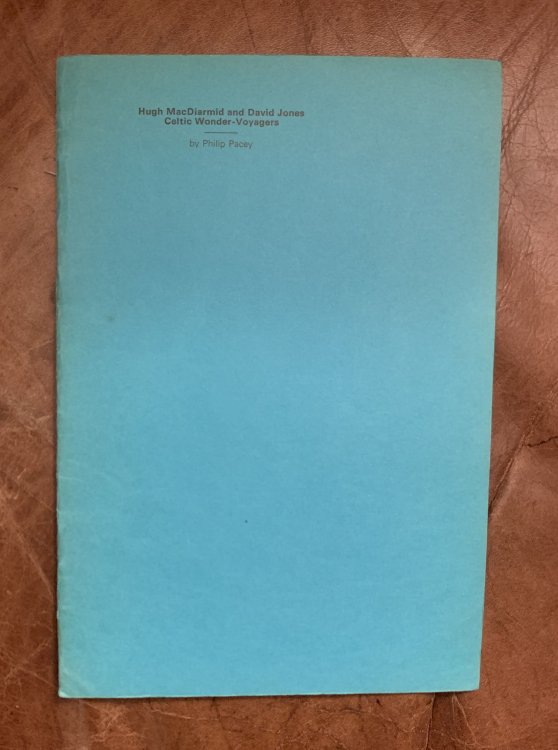 Hugh MacDiarmid and David Jones
Celtic Wonder-Voyagers
by Philip Pacey